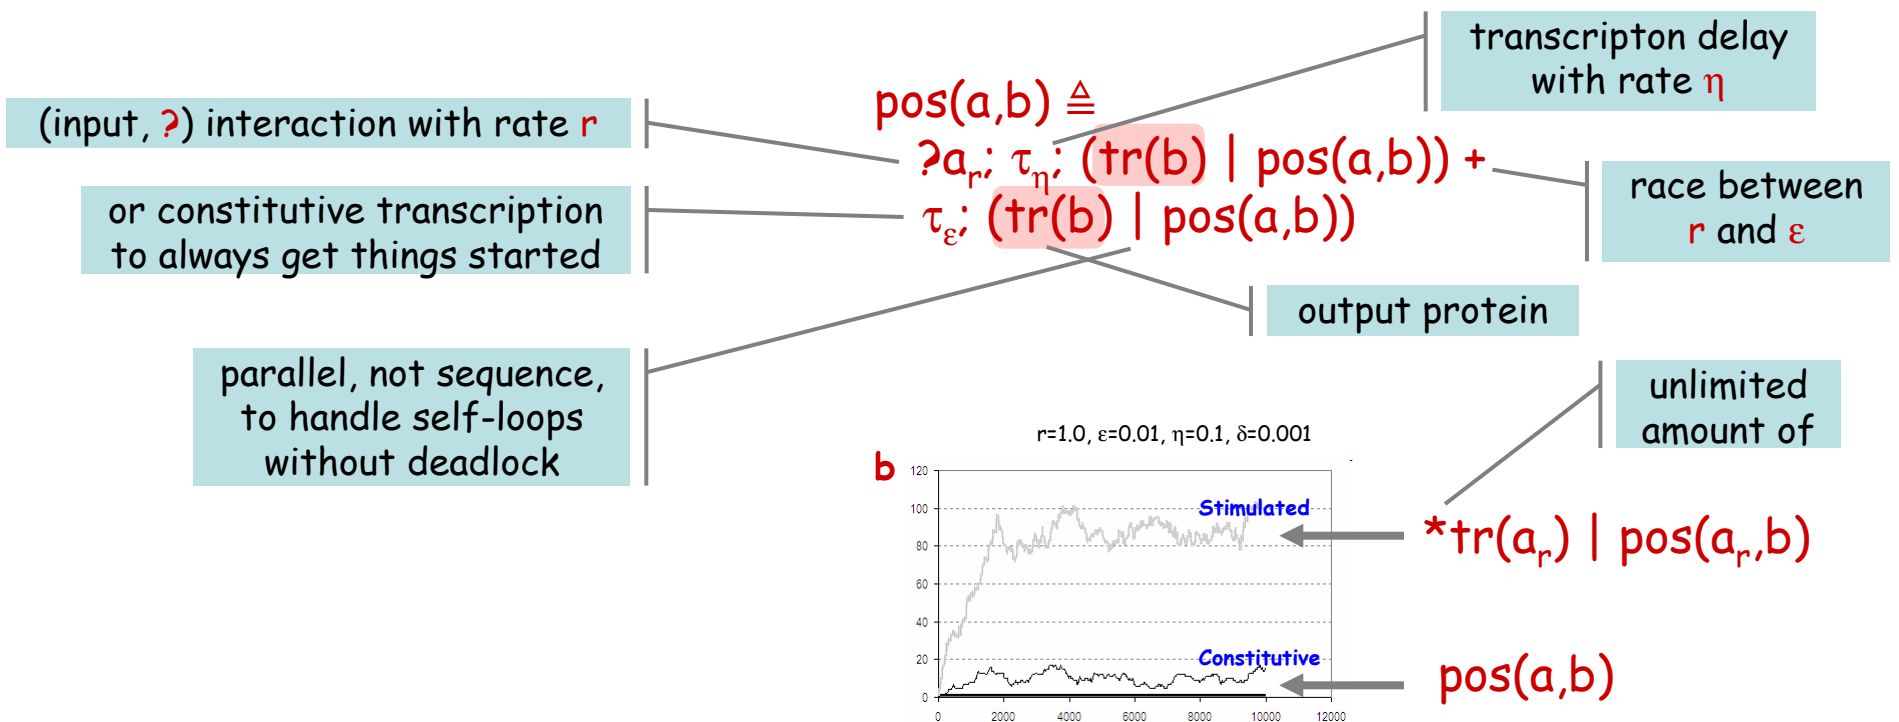 transcripton delay
with rate η
(input, ?) interaction with rate r
pos(a,b) ≜
?aᵣ; τ_η; (tr(b) | pos(a,b)) +
τ_ε; (tr(b) | pos(a,b))
or constitutive transcription
to always get things started
race between
r and ε
output protein
parallel, not sequence,
to handle self-loops
without deadlock
unlimited
amount of
r=1.0, ε=0.01, η=0.1, δ=0.001
b
120
100
80
60
40
20
0
0 2000 4000 6000 8000 10000 12000
Stimulated
Constitutive
*tr(aᵣ) | pos(aᵣ,b)
pos(a,b)